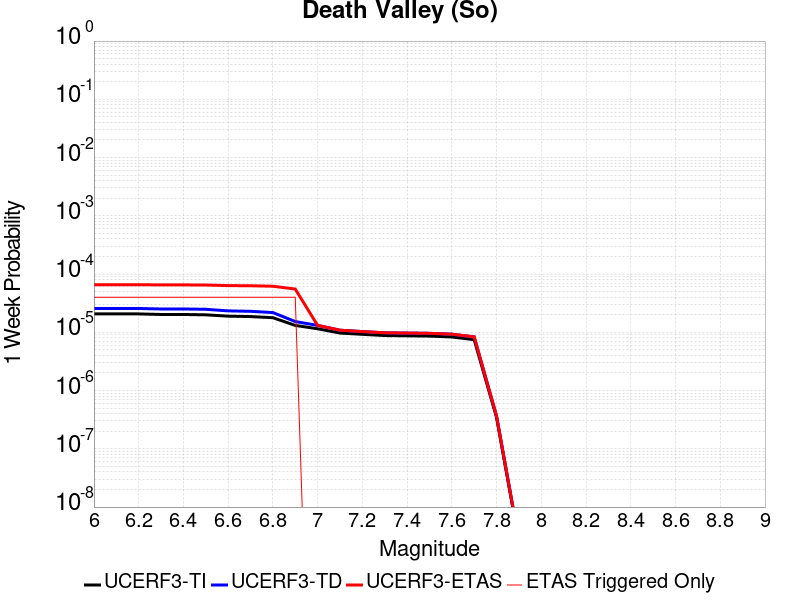 Death Valley (So)
1 Week Probability
10^0
10^-1
10^-2
10^-3
10^-4
10^-5
10^-6
10^-7
10^-8
6 6.2 6.4 6.6 6.8 7 7.2 7.4 7.6 7.8 8 8.2 8.4 8.6 8.8 9
Magnitude
UCERF3-TI UCERF3-TD UCERF3-ETAS ETAS Triggered Only